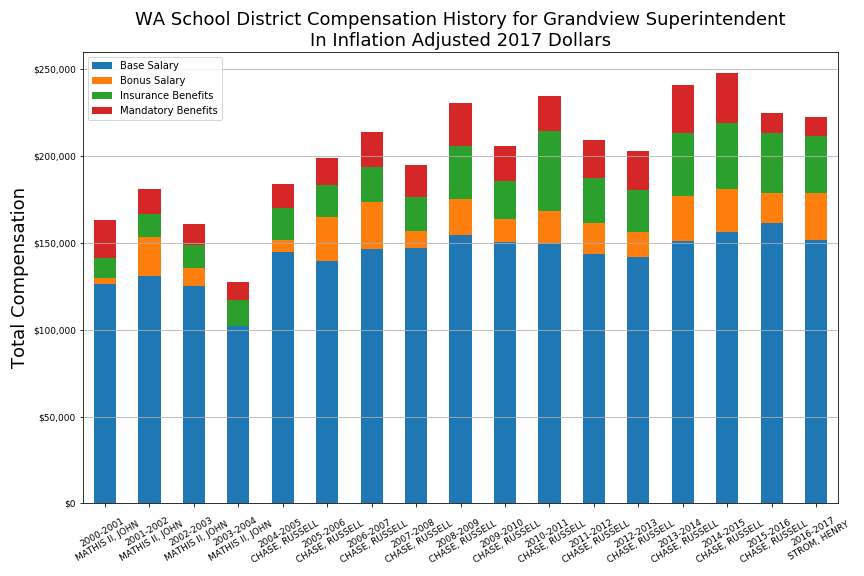 WA School District Compensation History for Grandview Superintendent
In Inflation Adjusted 2017 Dollars
Base Salary
Bonus Salary
Insurance Benefits
Mandatory Benefits
Total Compensation
$250,000
$200,000
$150,000
$100,000
$50,000
$0
2000-2001
MATHIS II, JOHN
2001-2002
MATHIS II, JOHN
2002-2003
MATHIS II, JOHN
2003-2004
MATHIS II, JOHN
2004-2005
CHASE, RUSSELL
2005-2006
CHASE, RUSSELL
2006-2007
CHASE, RUSSELL
2007-2008
CHASE, RUSSELL
2008-2009
CHASE, RUSSELL
2009-2010
CHASE, RUSSELL
2010-2011
CHASE, RUSSELL
2011-2012
CHASE, RUSSELL
2012-2013
CHASE, RUSSELL
2013-2014
CHASE, RUSSELL
2014-2015
CHASE, RUSSELL
2015-2016
CHASE, RUSSELL
2016-2017
STROM, HENRY